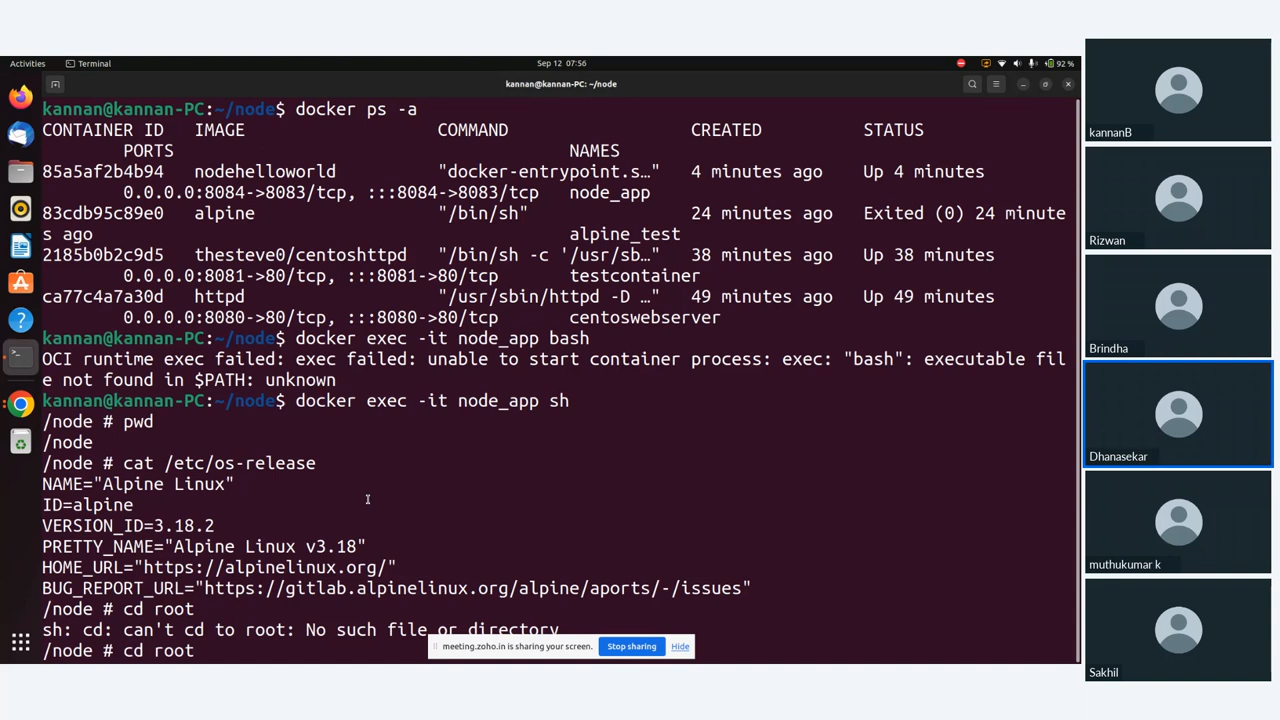 Activities
Terminal
Sep 12 07:56
92 %
kannan@kannan-PC: ~/node
kannan@kannan-PC:~/node$ docker ps -a
CONTAINER ID IMAGE COMMAND CREATED STATUS
PORTS NAMES
85a5af2b4b94 nodehelloworld "docker-entrypoint.s…" 4 minutes ago Up 4 minutes
0.0.0.0:8084->8083/tcp, :::8084->8083/tcp node_app
83cdb95c89e0 alpine "/bin/sh" 24 minutes ago Exited (0) 24 minute
s ago alpine_test
2185b0b2c9d5 thesteve0/centoshttpd "/bin/sh -c '/usr/sb…" 38 minutes ago Up 38 minutes
0.0.0.0:8081->80/tcp, :::8081->80/tcp testcontainer
ca77c4a7a30d httpd "/usr/sbin/httpd -D …" 49 minutes ago Up 49 minutes
0.0.0.0:8080->80/tcp, :::8080->80/tcp centoswebserver
kannan@kannan-PC:~/node$ docker exec -it node_app bash
OCI runtime exec failed: exec failed: unable to start container process: exec: "bash": executable fil
e not found in $PATH: unknown
kannan@kannan-PC:~/node$ docker exec -it node_app sh
/node # pwd
/node
/node # cat /etc/os-release
NAME="Alpine Linux"
ID=alpine
VERSION_ID=3.18.2
PRETTY_NAME="Alpine Linux v3.18"
HOME_URL="https://alpinelinux.org/"
BUG_REPORT_URL="https://gitlab.alpinelinux.org/alpine/aports/-/issues"
/node # cd root
sh: cd: can't cd to root: No such file or directory
/node # cd root
meeting.zoho.in is sharing your screen. Stop sharing Hide
kannanB
Rizwan
Brindha
Dhanasekar
muthukumar k
Sakhil